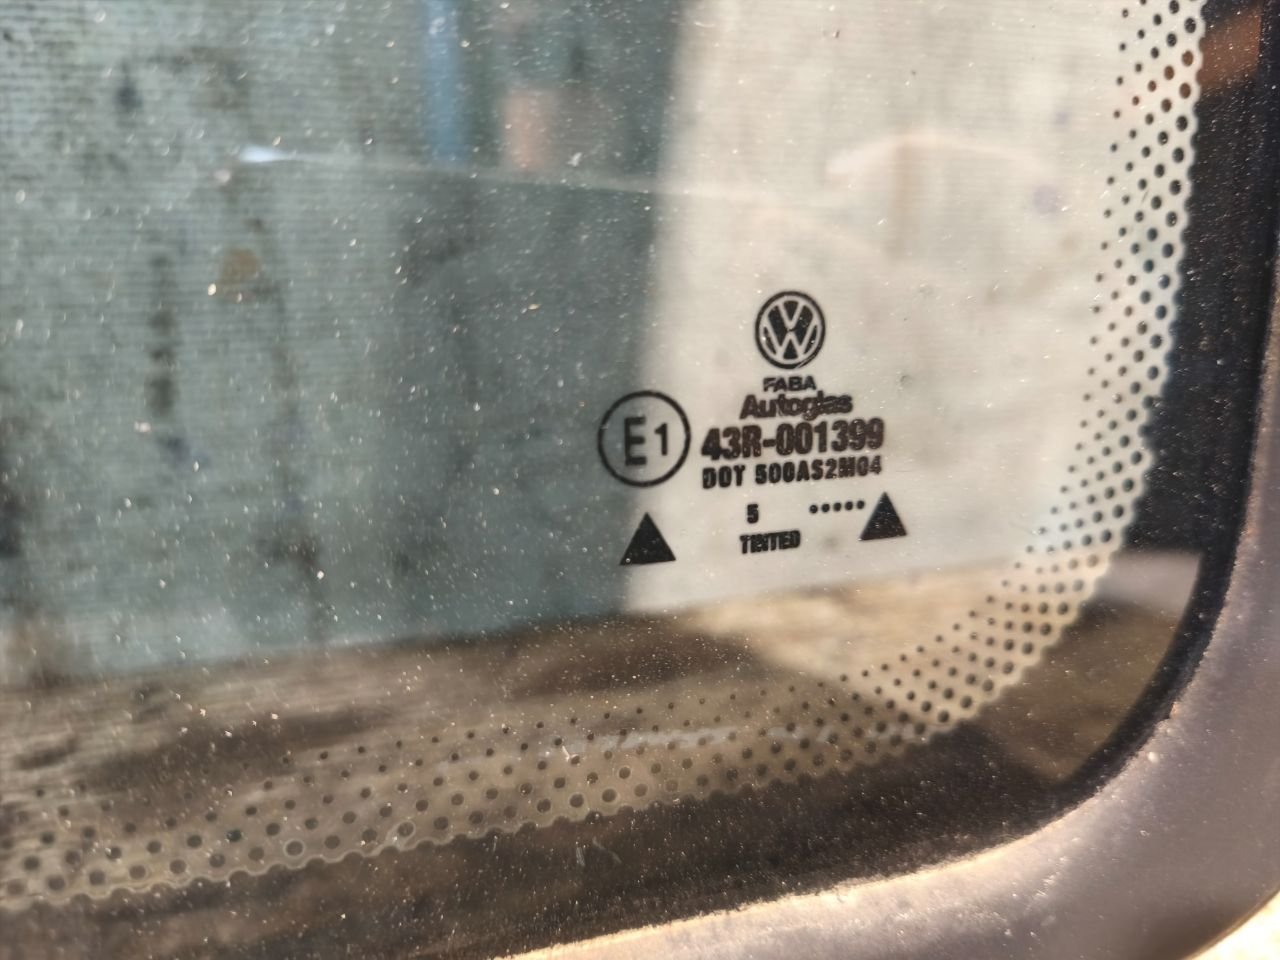 FABA
Autoglas
E1
43R-001399
DOT 500AS2M04
5 .....
TINTED